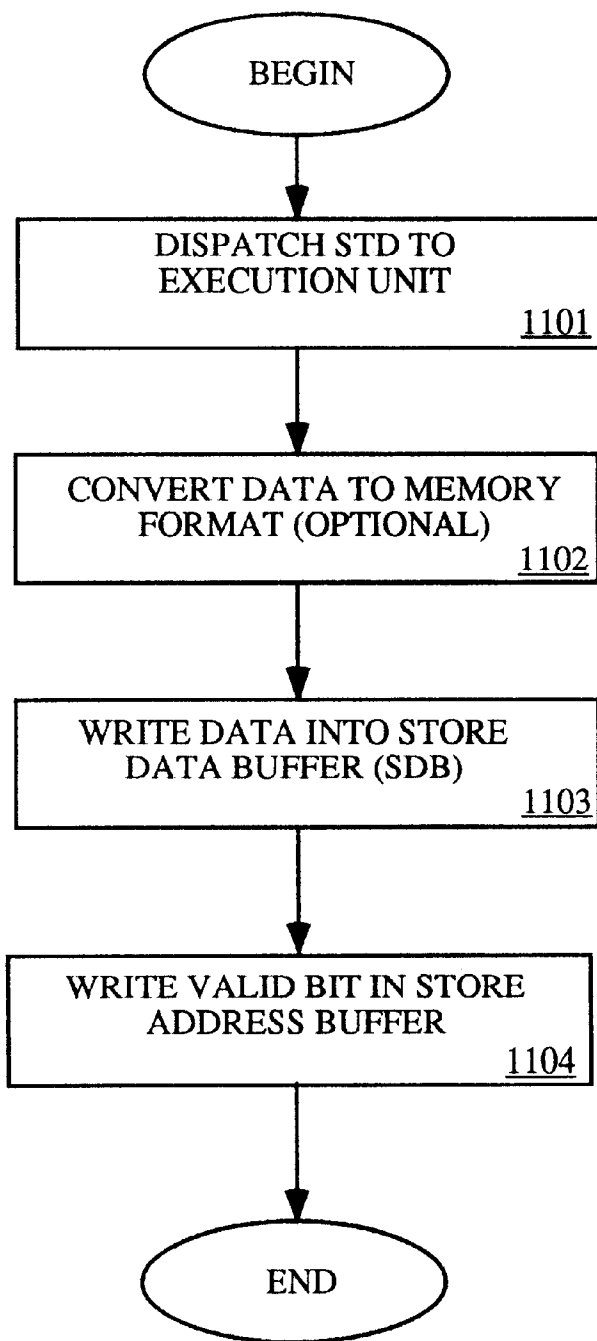 BEGIN
DISPATCH STD TO
EXECUTION UNIT
1101
CONVERT DATA TO MEMORY
FORMAT (OPTIONAL)
1102
WRITE DATA INTO STORE
DATA BUFFER (SDB)
1103
WRITE VALID BIT IN STORE
ADDRESS BUFFER
1104
END